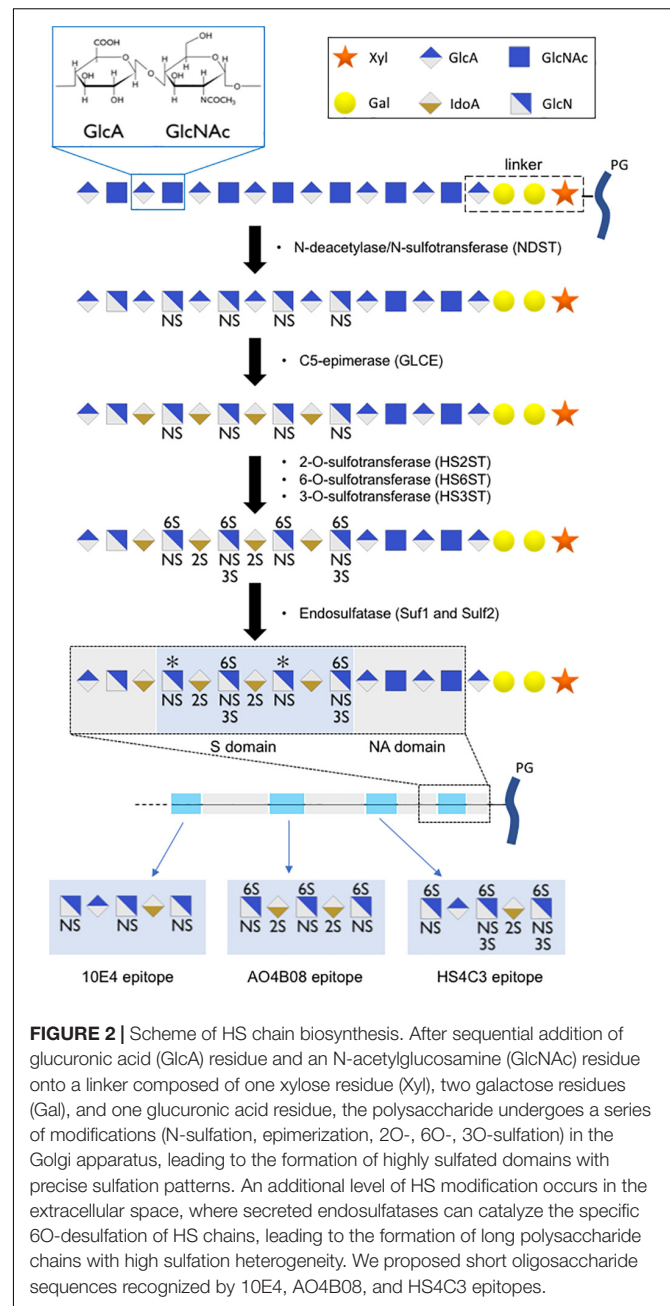 COOH
H
O
H
OH
H
H
OH
O
H
OH
H
OH
H
H
NCOCH₃
O
GlcA GlcNAc
Xyl GlcA GlcNAc
Gal IdoA GlcN
linker
PG
• N-deacetylase/N-sulfotransferase (NDST)
NS NS NS NS
• C5-epimerase (GLCE)
NS NS NS NS
• 2-O-sulfotransferase (HS2ST)
• 6-O-sulfotransferase (HS6ST)
• 3-O-sulfotransferase (HS3ST)
6S 6S 6S 6S
NS 2S NS 2S NS NS
3S 3S
• Endosulfatase (Suf1 and Sulf2)
* 6S * 6S
NS 2S NS 2S NS NS
3S 3S
S domain NA domain
PG
NS NS NS
10E4 epitope
6S 6S 6S
NS 2S NS 2S NS
AO4B08 epitope
6S 6S 6S
NS NS 2S NS
3S 3S
HS4C3 epitope
FIGURE 2 | Scheme of HS chain biosynthesis. After sequential addition of
glucuronic acid (GlcA) residue and an N-acetylglucosamine (GlcNAc) residue
onto a linker composed of one xylose residue (Xyl), two galactose residues
(Gal), and one glucuronic acid residue, the polysaccharide undergoes a series
of modifications (N-sulfation, epimerization, 2O-, 6O-, 3O-sulfation) in the
Golgi apparatus, leading to the formation of highly sulfated domains with
precise sulfation patterns. An additional level of HS modification occurs in the
extracellular space, where secreted endosulfatases can catalyze the specific
6O-desulfation of HS chains, leading to the formation of long polysaccharide
chains with high sulfation heterogeneity. We proposed short oligosaccharide
sequences recognized by 10E4, AO4B08, and HS4C3 epitopes.